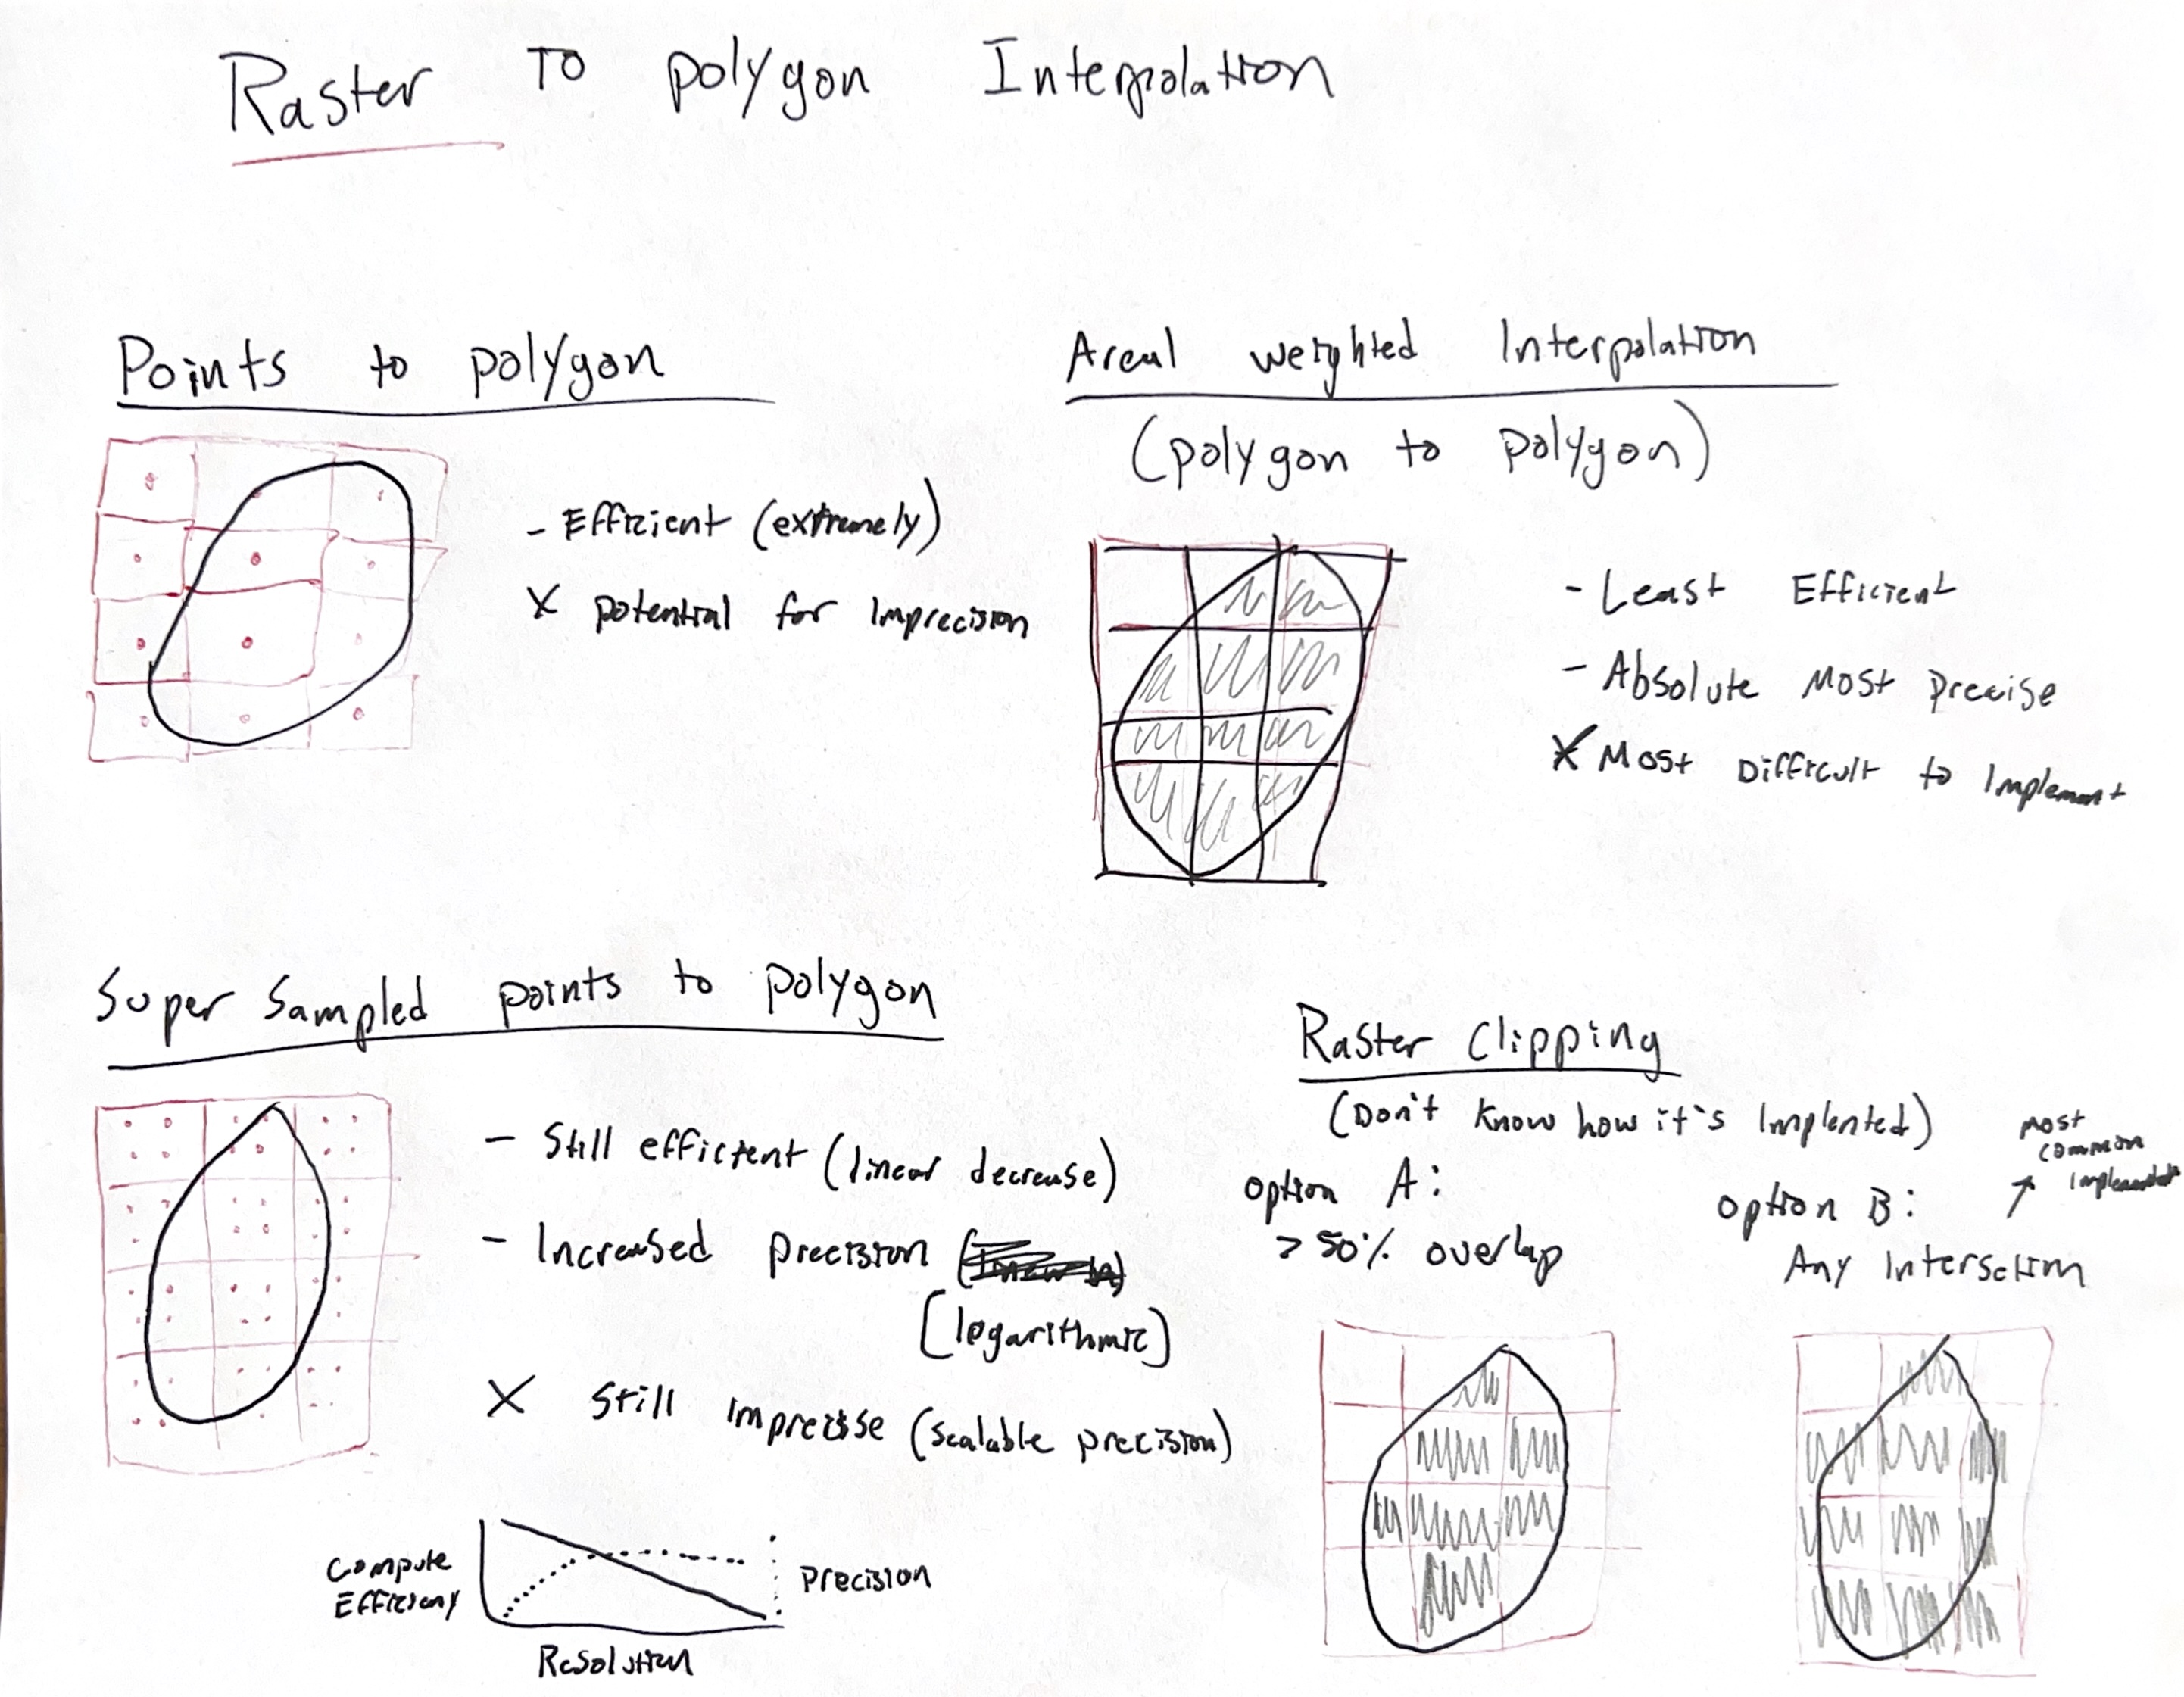 Raster To polygon Interpolation
Points to polygon
- Efficient (extremely)
X potential for Imprecision
Areal weighted Interpolation
(polygon to polygon)
- Least Efficient
- Absolute Most Precise
X Most Difficult to Implement
Super Sampled points to polygon
- Still efficient (linear decrease)
- Increased precision
[logarithmic]
X Still Imprecise (scalable precision)
Compute
Efficieny
Precision
Resolution
Raster Clipping
(Don't know how it's Implented)
option A:
> 50% overlap
most
common
option B:
Any Intersection